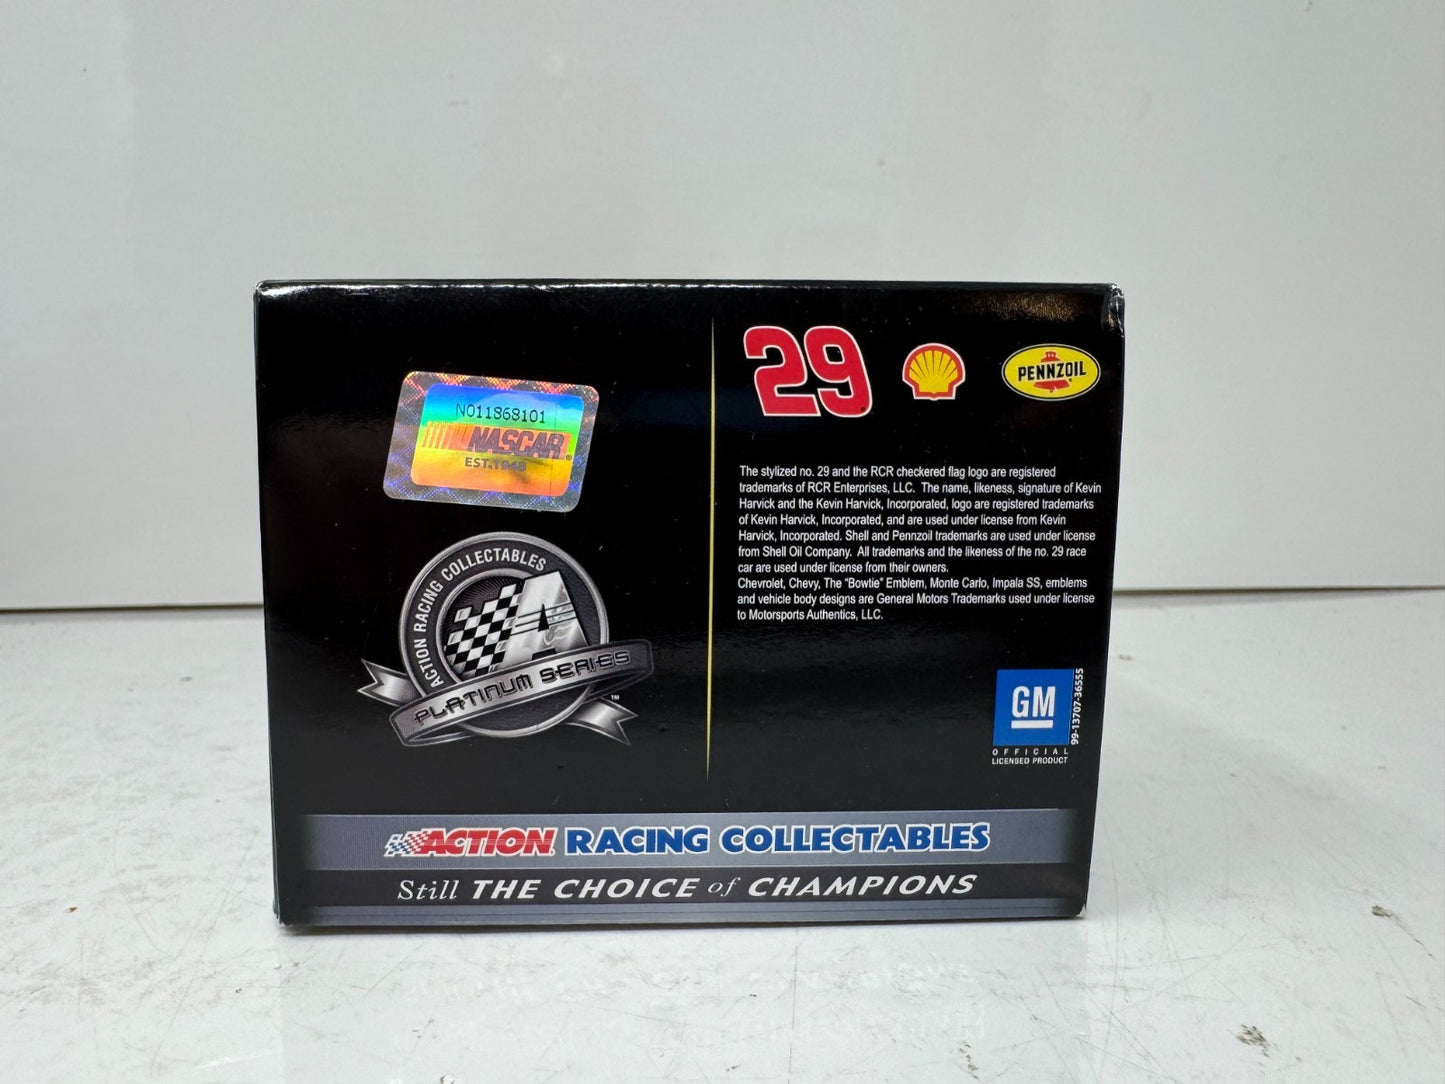 N011868101
NASCAR
EST.1948
ACTION RACING COLLECTABLES
A
PLATINUM SERIES ™
29
PENNZOIL
The stylized no. 29 and the RCR checkered flag logo are registered
trademarks of RCR Enterprises, LLC. The name, likeness, signature of Kevin
Harvick and the Kevin Harvick, Incorporated, logo are registered trademarks
of Kevin Harvick, Incorporated, and are used under license from Kevin
Harvick, Incorporated. Shell and Pennzoil trademarks are used under license
from Shell Oil Company. All trademarks and the likeness of the no. 29 race
car are used under license from their owners.
Chevrolet, Chevy, The “Bowtie” Emblem, Monte Carlo, Impala SS, emblems
and vehicle body designs are General Motors Trademarks used under license
to Motorsports Authentics, LLC.
GM
OFFICIAL
LICENSED PRODUCT
99-13707-36555
ACTION RACING COLLECTABLES
Still THE CHOICE of CHAMPIONS